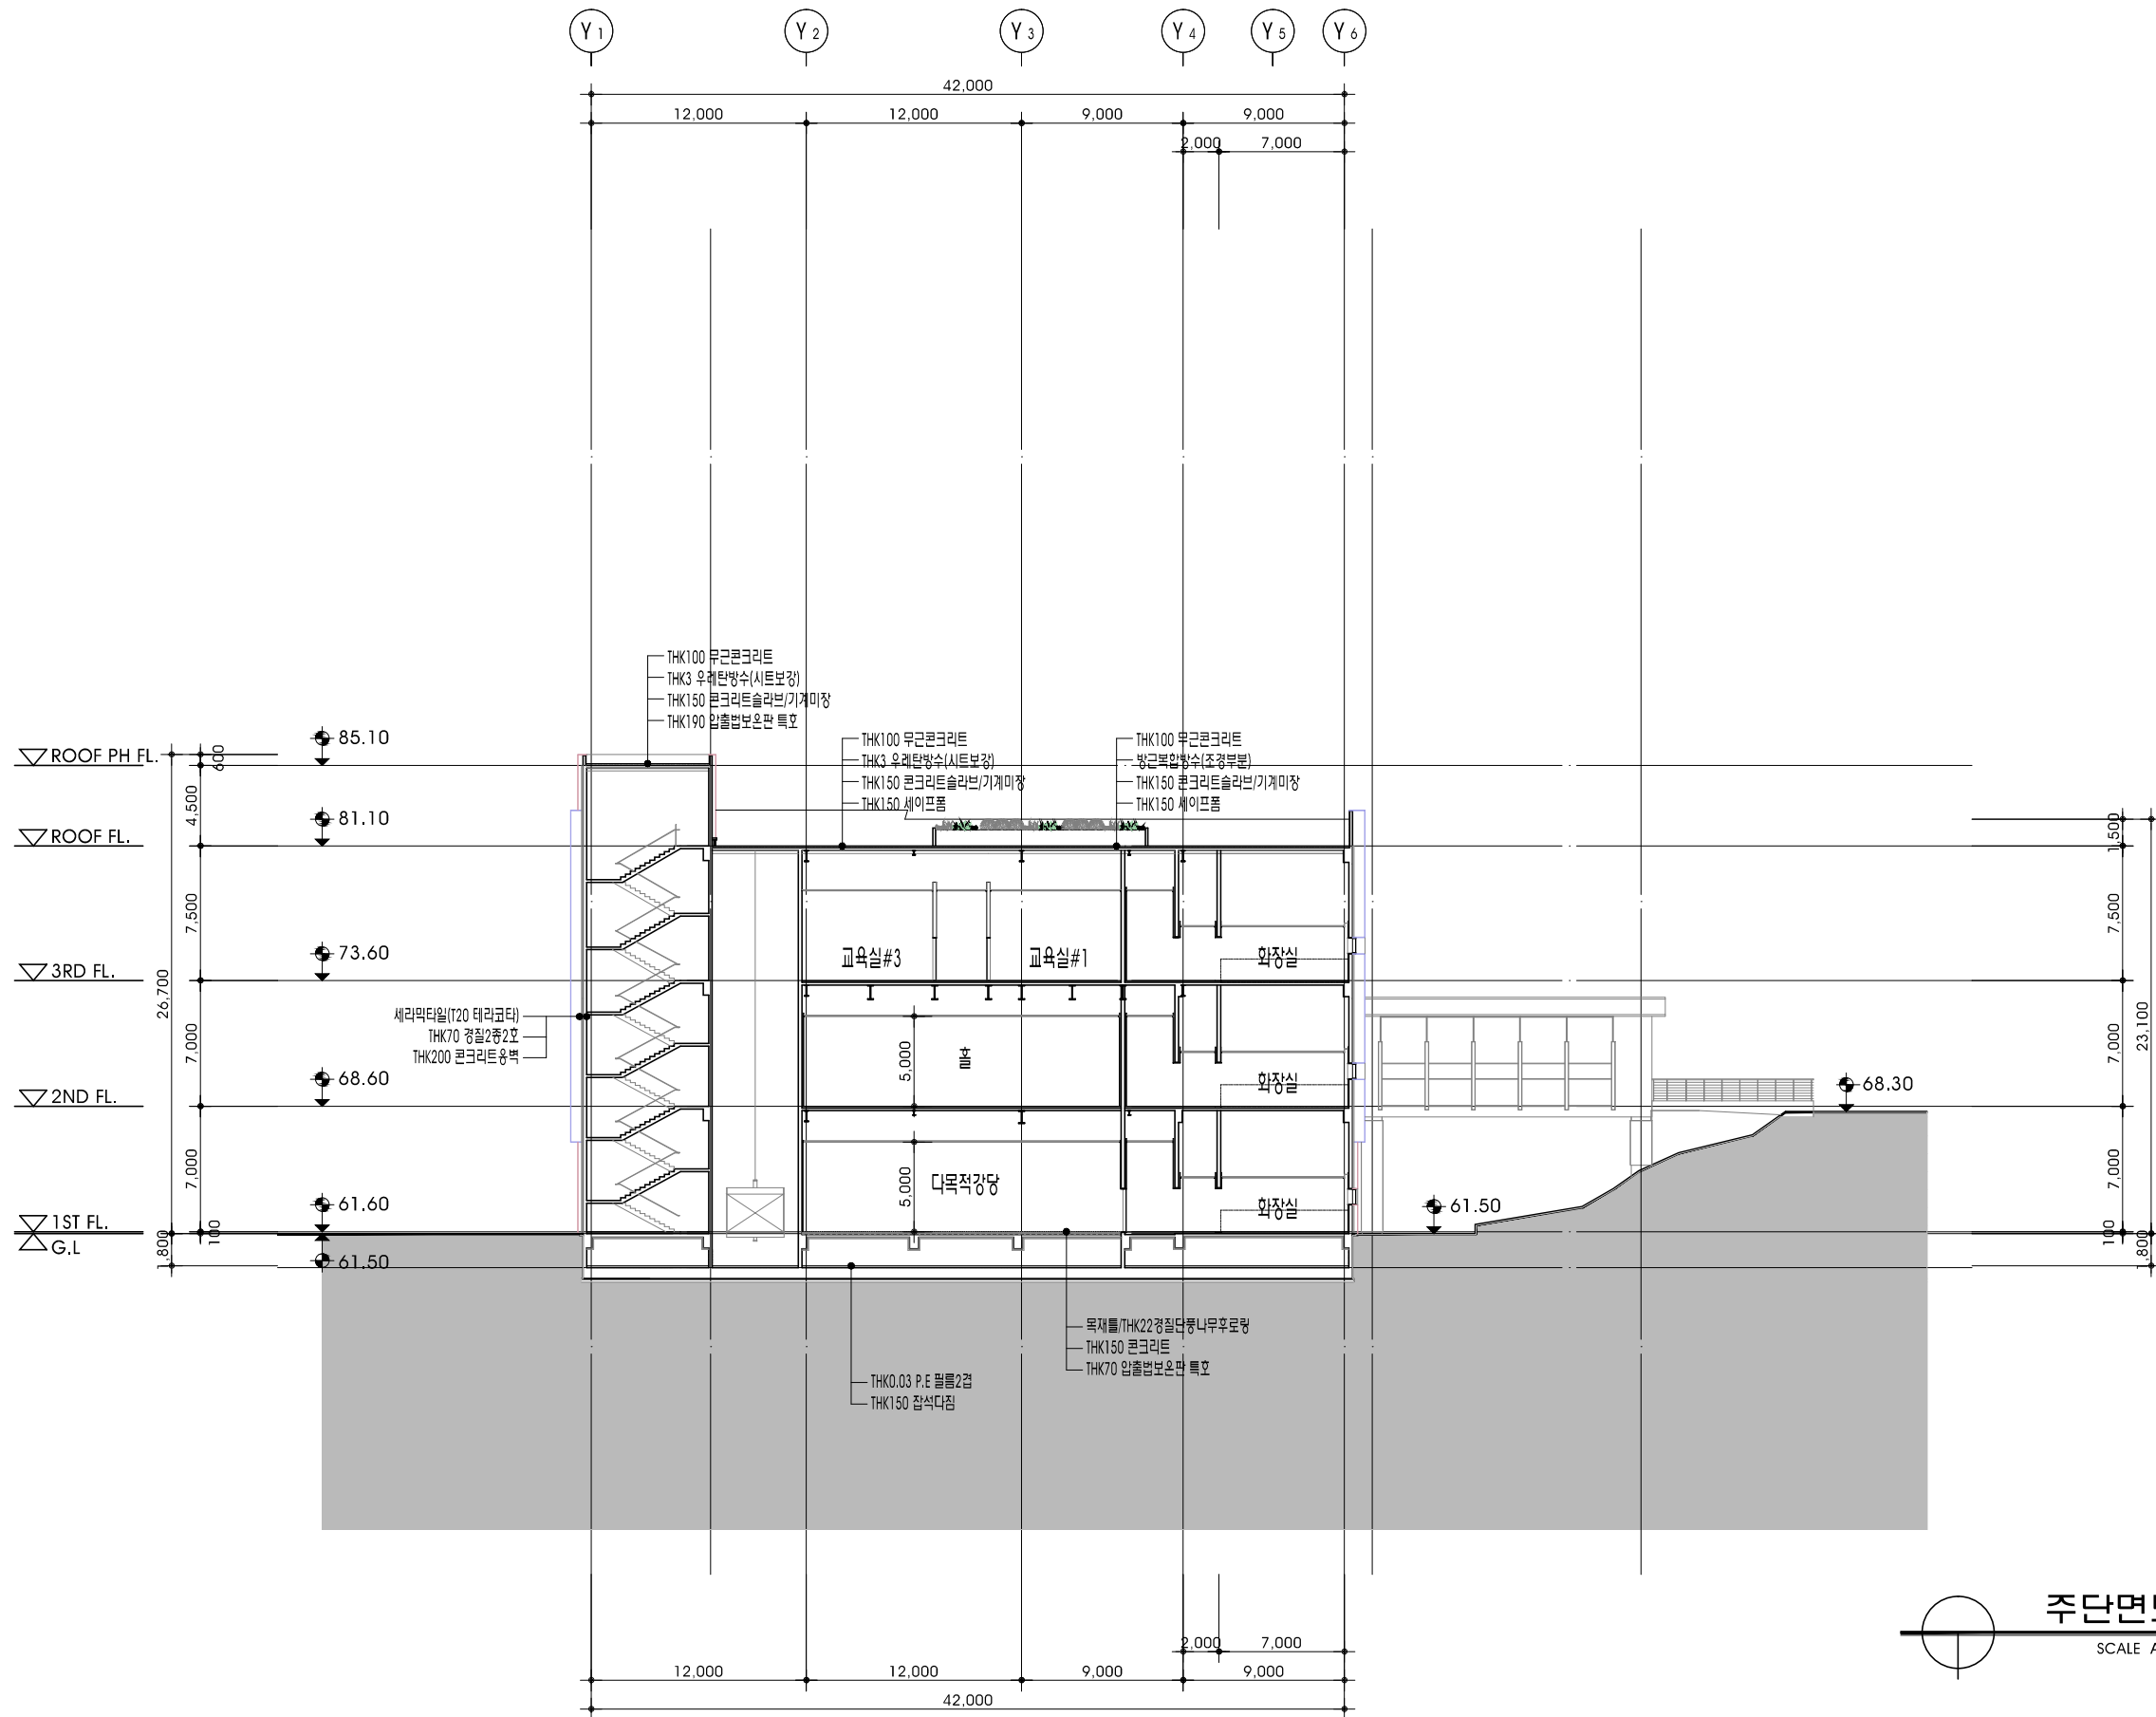 Y 1
Y 2
Y 3
Y 4
Y 5
Y 6
42,000
12,000
12,000
9,000
9,000
2,000
7,000
THK100 무근콘크리트
THK3 우레탄방수(시트보강)
THK150 콘크리트슬라브/기계미장
THK190 압출법보온판 특호
THK100 무근콘크리트
THK3 우레탄방수(시트보강)
THK150 콘크리트슬라브/기계미장
THK150 세이프폼
THK100 무근콘크리트
방근복합방수(조경부분)
THK150 콘크리트슬라브/기계미장
THK150 세이프폼
ROOF PH FL.
85.10
600
4,500
ROOF FL.
81.10
7,500
3RD FL.
73.60
26,700
7,000
2ND FL.
68.60
7,000
1ST FL.
61.60
G.L
100
1,800
61.50
세라믹타일(T20 테라코타)
THK70 경질2종2호
THK200 콘크리트옹벽
교육실#3
교육실#1
화장실
5,000
홀
화장실
5,000
다목적강당
화장실
61.50
68.30
1,500
7,500
7,000
23,100
7,000
100
1,800
목재틀/THK22경질단풍나무후로링
THK150 콘크리트
THK70 압출법보온판 특호
THK0.03 P.E 필름2겹
THK150 잡석다짐
주단면
SCALE
2,000
7,000
12,000
12,000
9,000
9,000
42,000